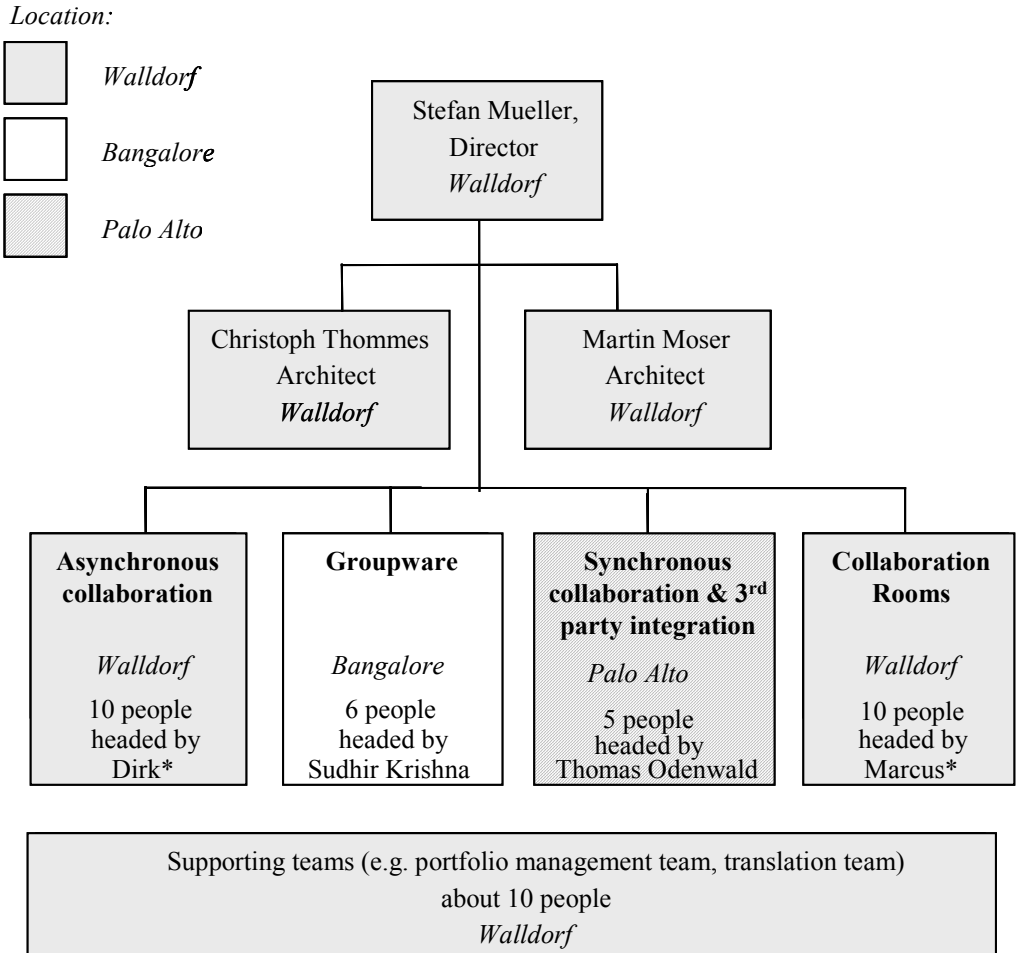 Location:
Walldorf
Bangalore
Palo Alto
Stefan Mueller,
Director
Walldorf
Christoph Thommes
Architect
Walldorf
Martin Moser
Architect
Walldorf
Asynchronous
collaboration
Walldorf
10 people
headed by
Dirk*
Groupware
Bangalore
6 people
headed by
Sudhir Krishna
Synchronous
collaboration & 3rd
party integration
Palo Alto
5 people
headed by
Thomas Odenwald
Collaboration
Rooms
Walldorf
10 people
headed by
Marcus*
Supporting teams (e.g. portfolio management team, translation team)
about 10 people
Walldorf